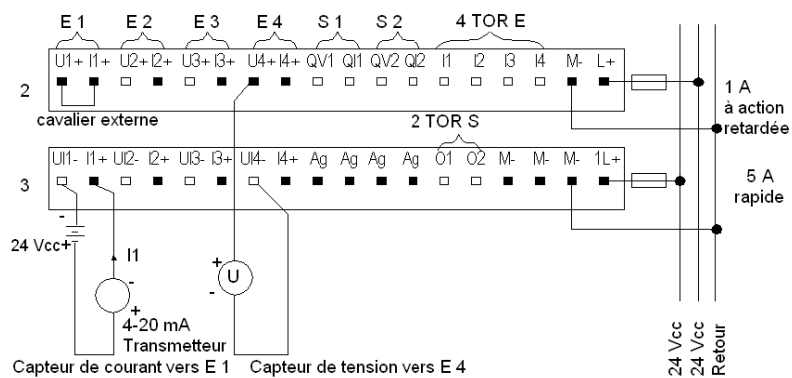 E 1 E 2 E 3 E 4 S 1 S 2 4 TOR E
U1+ I1+ U2+ I2+ U3+ I3+ U4+ I4+ QV1 QI1 QV2 QI2 I1 I2 I3 I4 M- L+
2
cavalier externe
1 A
à action
retardée
2 TOR S
UI1- I1+ UI2- I2+ UI3- I3+ UI4- I4+ Ag Ag Ag Ag O1 O2 M- M- M- 1L+
3
5 A
rapide
-
24 Vcc+
I1
-
+
4-20 mA
Transmetteur
+
U
-
Capteur de courant vers E 1
Capteur de tension vers E 4
24 Vcc
24 Vcc
Retour